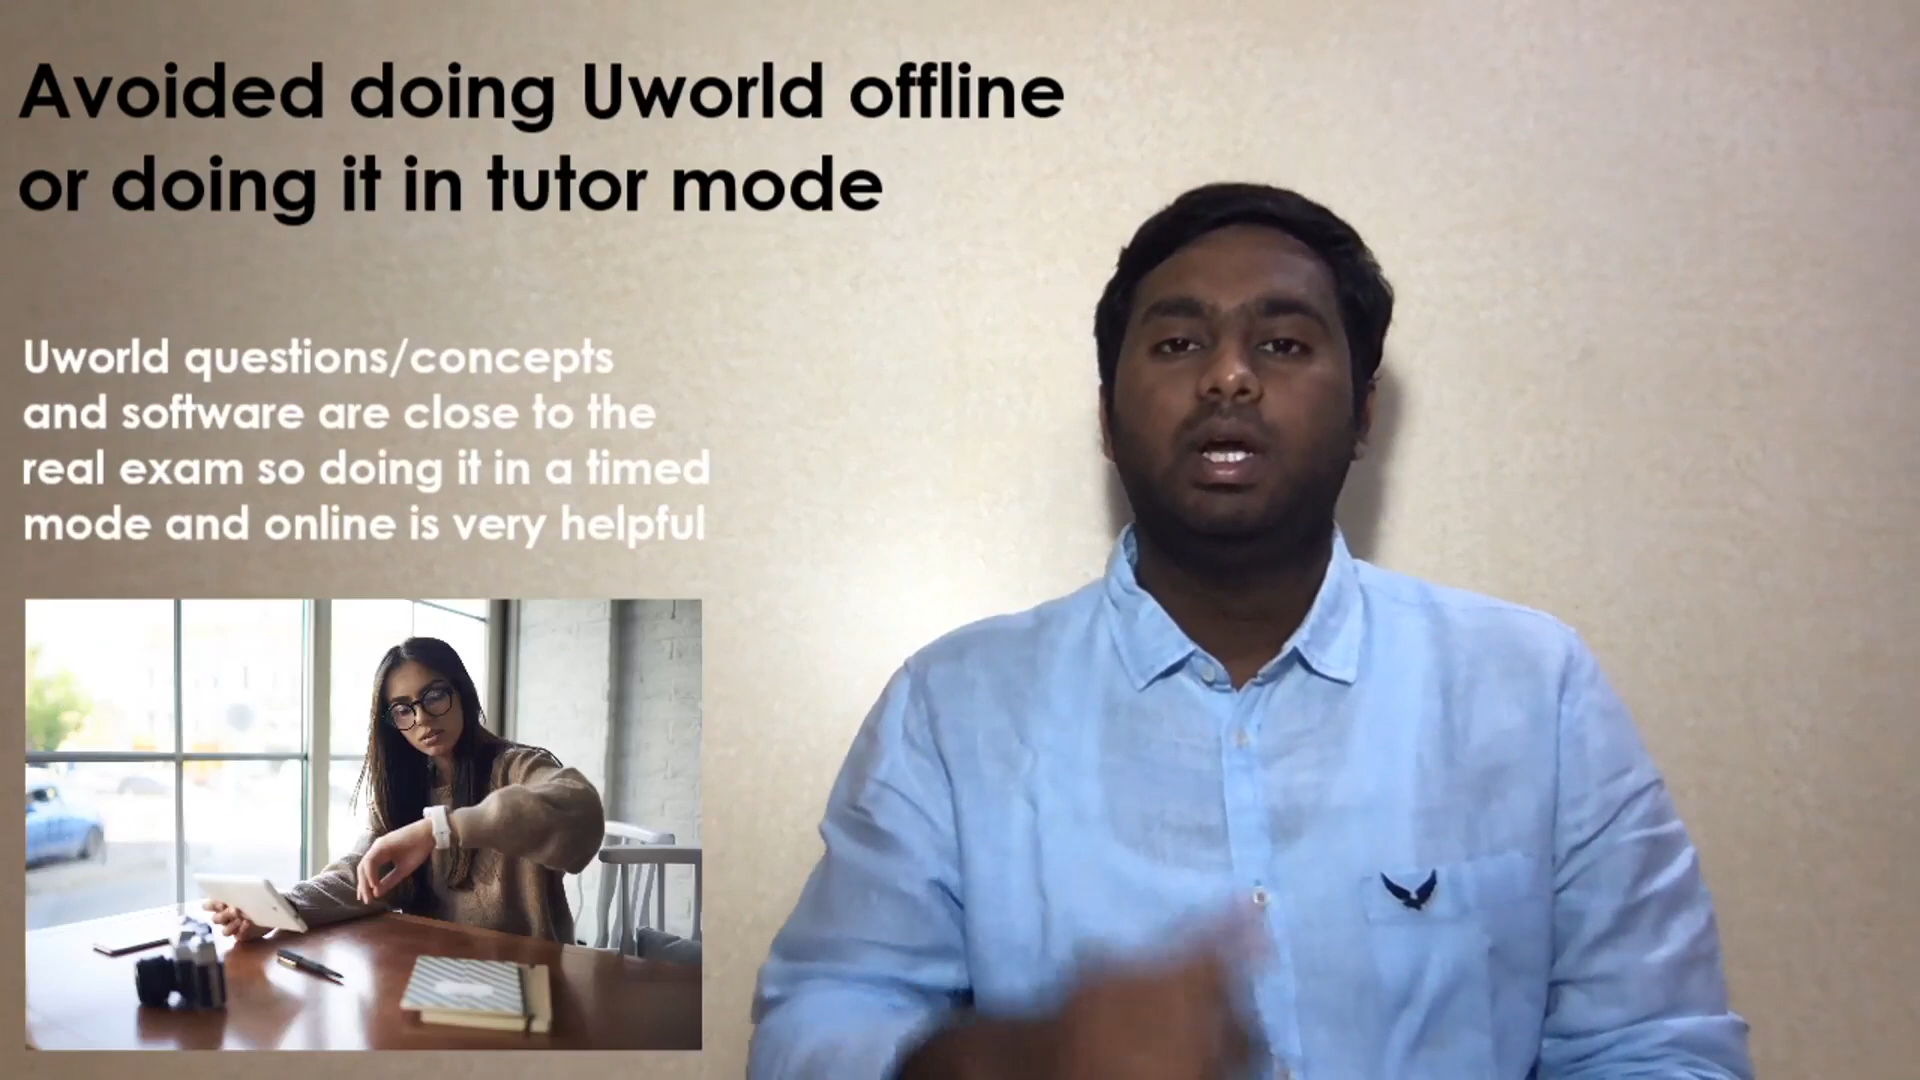 Avoided doing Uworld offline
or doing it in tutor mode
Uworld questions/concepts
and software are close to the
real exam so doing it in a timed
mode and online is very helpful